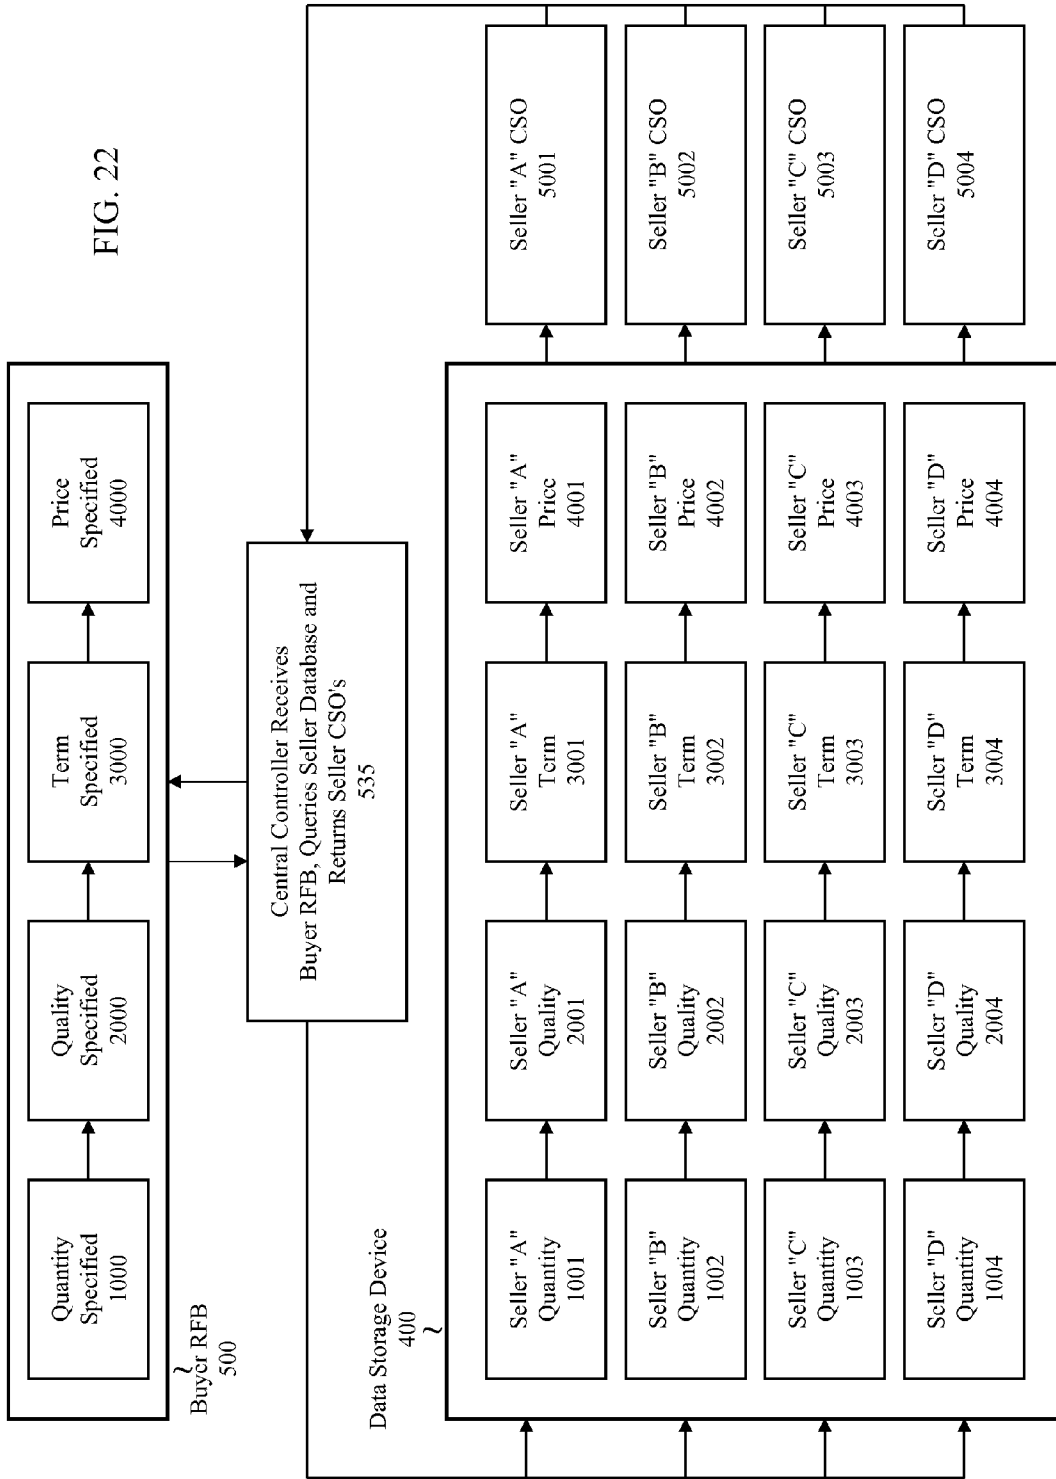 FIG. 22
Quantity
Specified
1000
Quality
Specified
2000
Term
Specified
3000
Price
Specified
4000
Buyer RFB
500
Central Controller Receives
Buyer RFB, Queries Seller Database and
Returns Seller CSO's
535
Data Storage Device
400
Seller "A"
Quantity
1001
Seller "A"
Quality
2001
Seller "A"
Term
3001
Seller "A"
Price
4001
Seller "A" CSO
5001
Seller "B"
Quantity
1002
Seller "B"
Quality
2002
Seller "B"
Term
3002
Seller "B"
Price
4002
Seller "B" CSO
5002
Seller "C"
Quantity
1003
Seller "C"
Quality
2003
Seller "C"
Term
3003
Seller "C"
Price
4003
Seller "C" CSO
5003
Seller "D"
Quantity
1004
Seller "D"
Quality
2004
Seller "D"
Term
3004
Seller "D"
Price
4004
Seller "D" CSO
5004